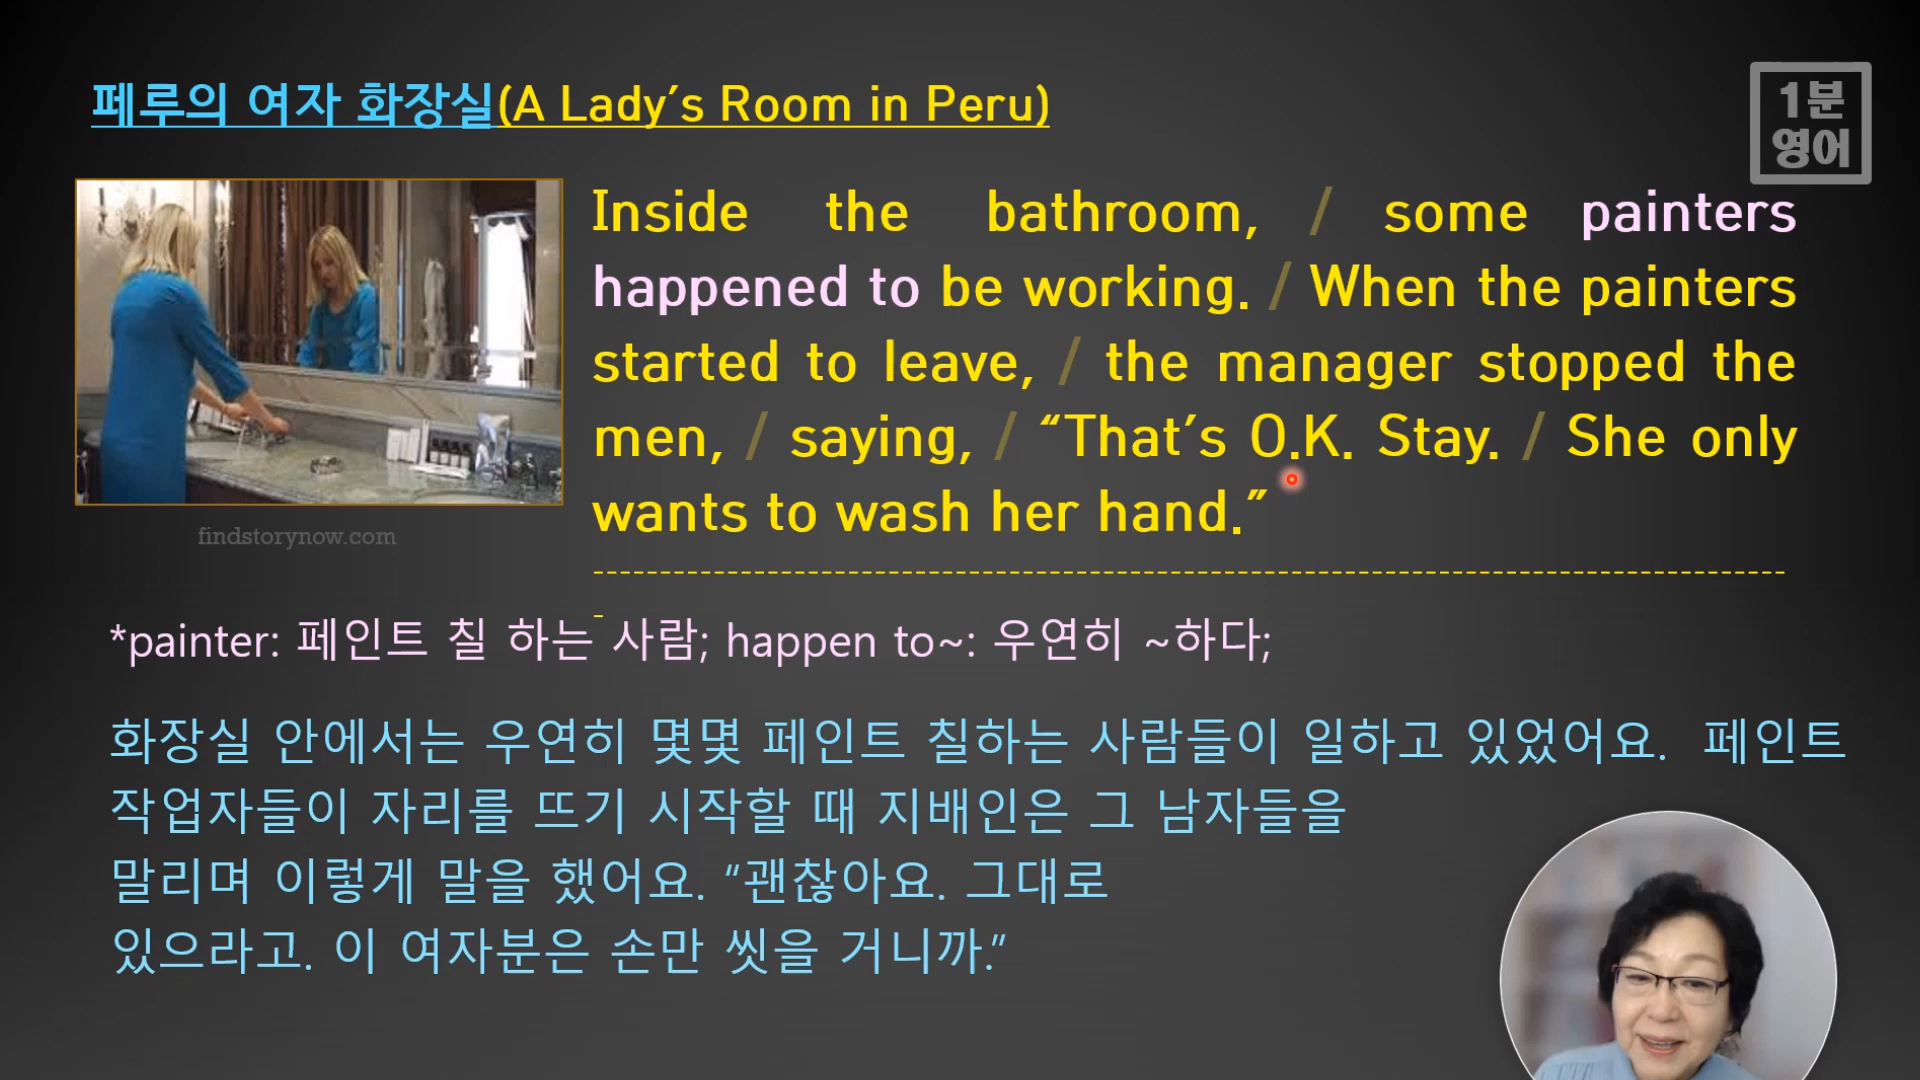 페루의 여자 화장실(A Lady's Room in Peru)
1분
영어
Inside the bathroom, / some painters
happened to be working. / When the painters
started to leave, / the manager stopped the
men, / saying, / “That's O.K. Stay. / She only
wants to wash her hand.”
findstorynow.com
--------------------------------------------------------------------------------------------
-
*painter: 페인트 칠 하는 사람; happen to~: 우연히 ~하다;
화장실 안에서는 우연히 몇몇 페인트 칠하는 사람들이 일하고 있었어요. 페인트
작업자들이 자리를 뜨기 시작할 때 지배인은 그 남자들을
말리며 이렇게 말을 했어요. “괜찮아요. 그대로
있으라고. 이 여자분은 손만 씻을 거니까.”